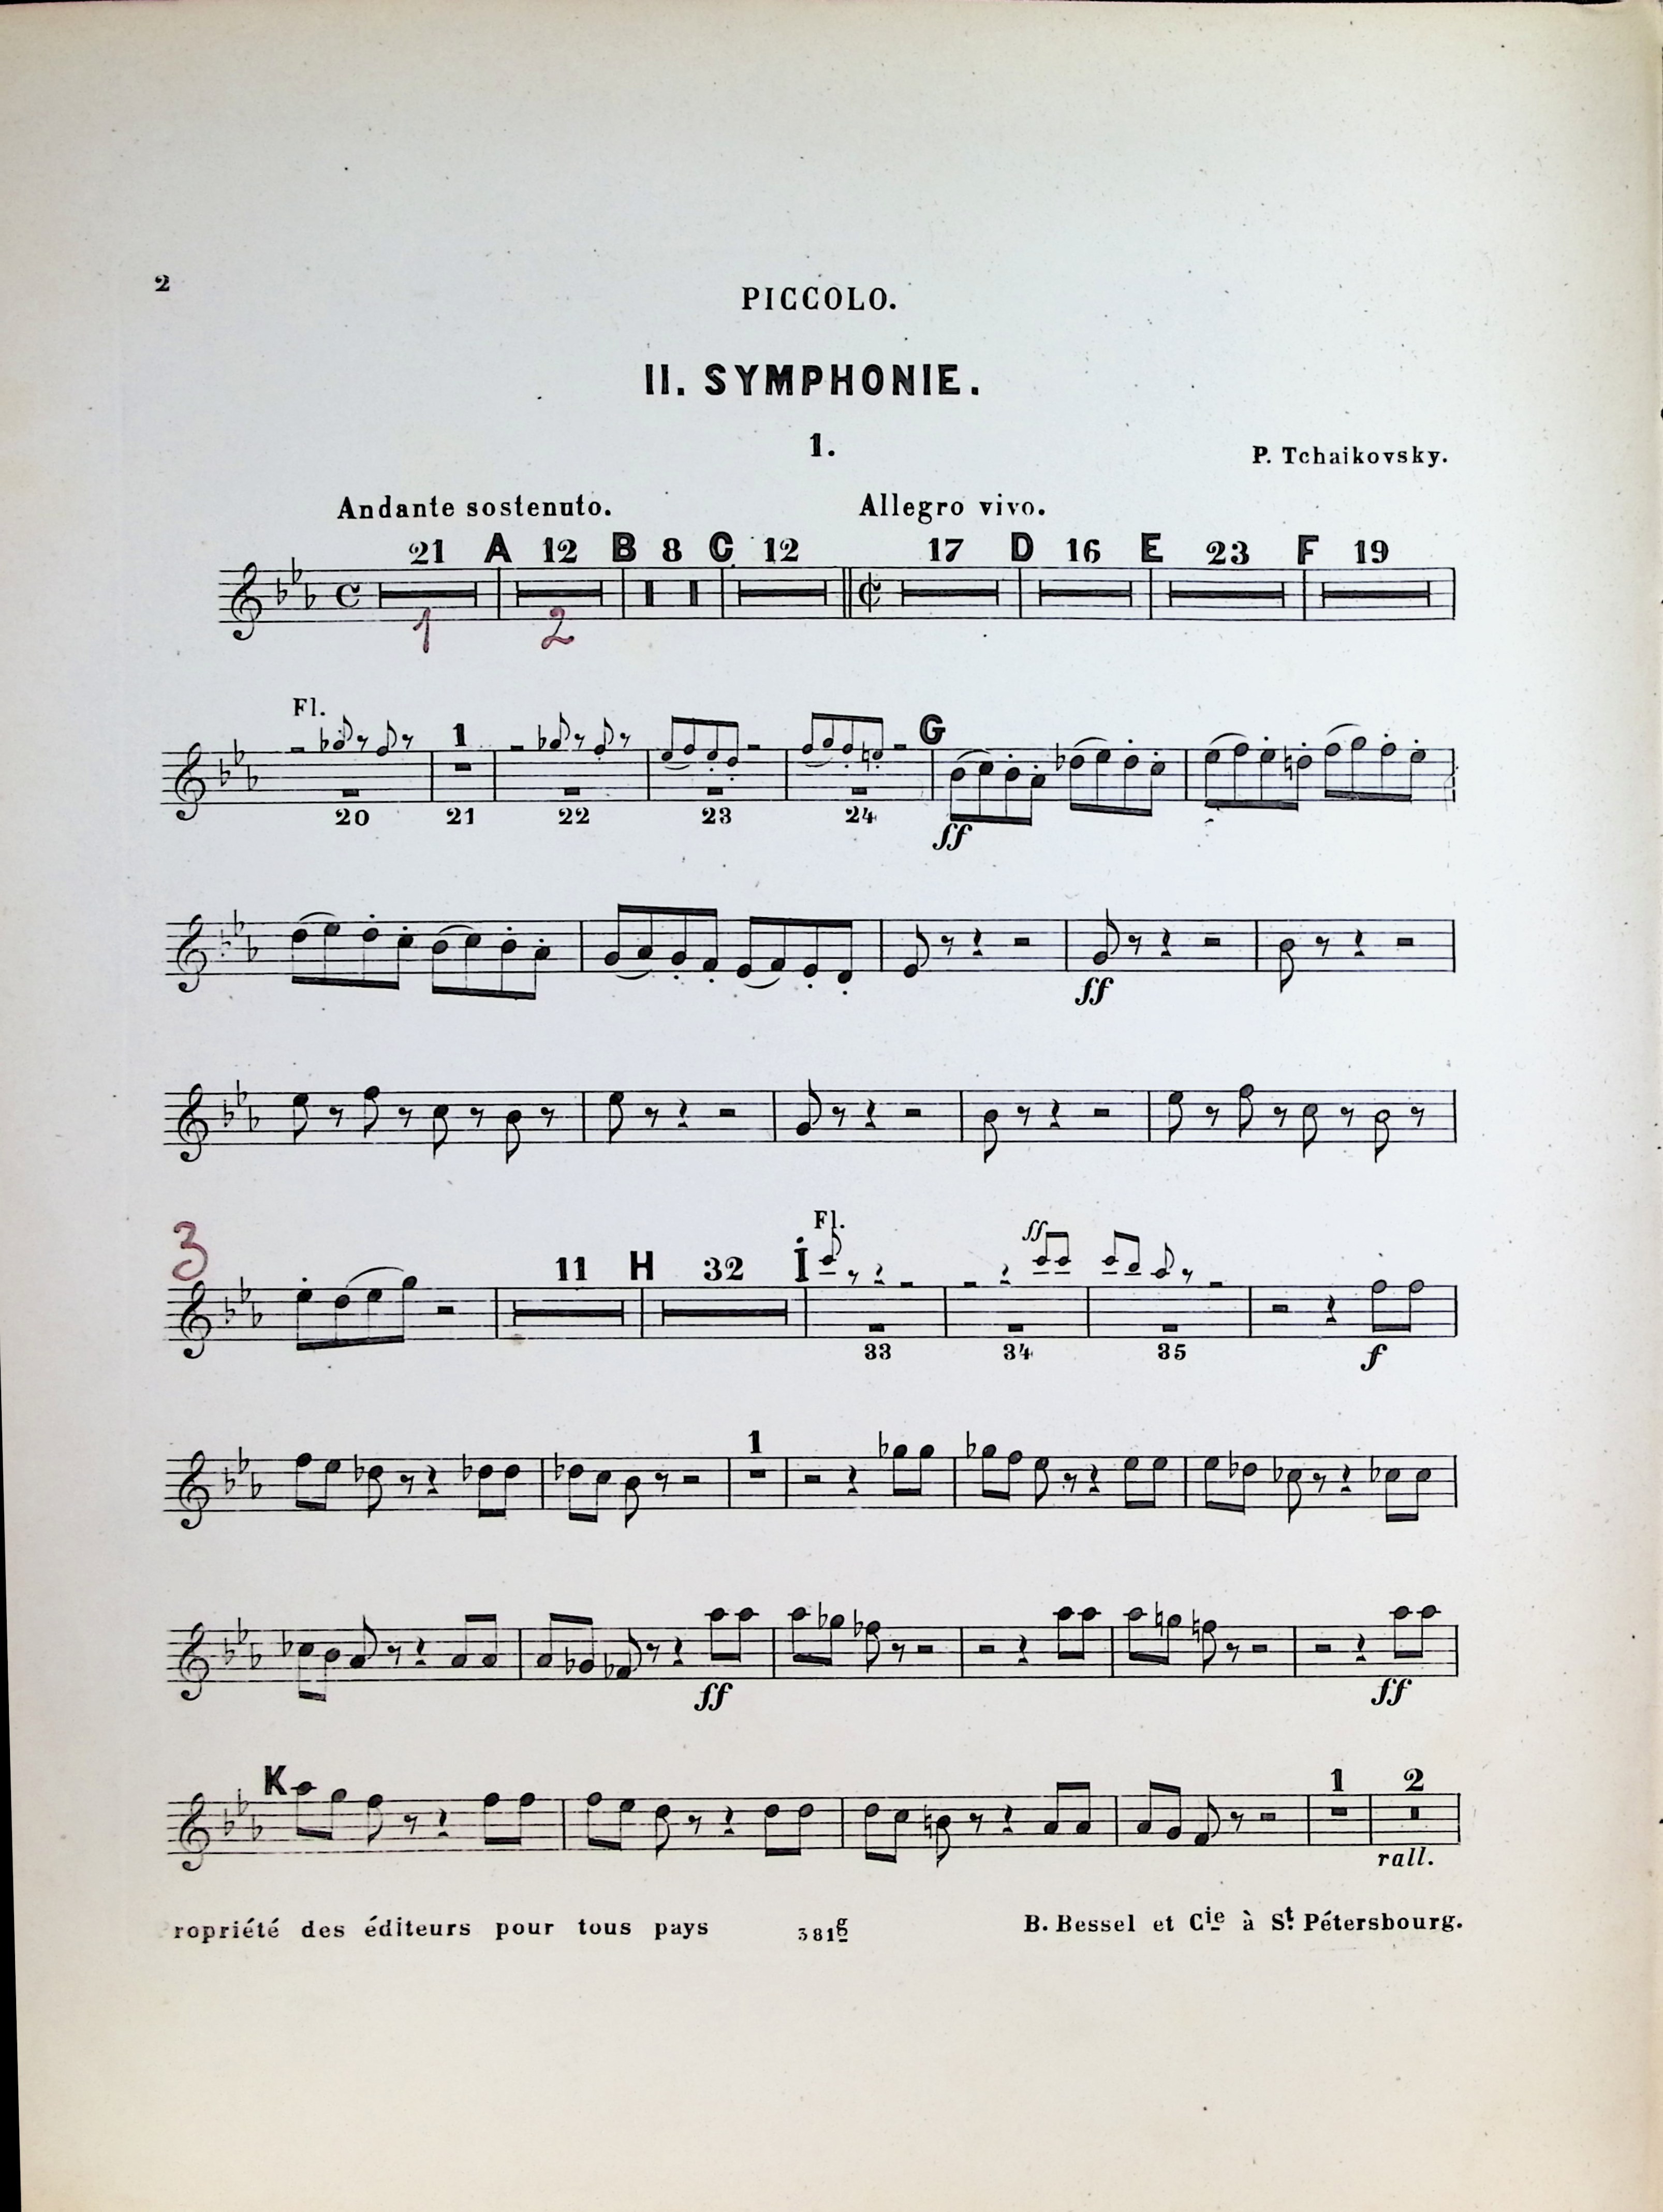 2
PICCOLO.
II. SYMPHONIE.
1.
P. Tchaikovsky.
Andante sostenuto. Allegro vivo.
21 A 12 B 8 C 12 17 D 16 E 23 F 19
1 2
Fl. 1 G
20 21 22 23 24 ff
ff
3 11 H 32 I Fl. ff
33 34 35 f
1
ff ff
K 1 2
rall.
ropriété des éditeurs pour tous pays 381g B. Bessel et Cie à St. Pétersbourg.